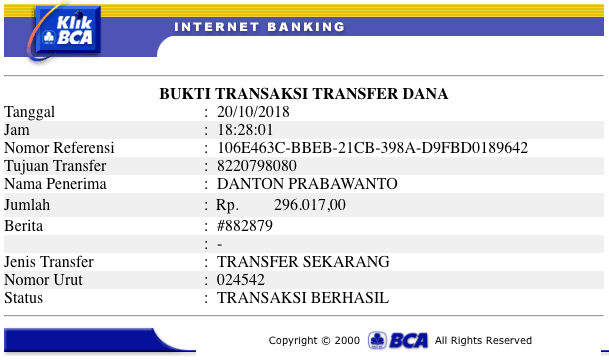 Klik
BCA
INTERNET BANKING
BUKTI TRANSAKSI TRANSFER DANA
Tanggal : 20/10/2018
Jam : 18:28:01
Nomor Referensi : 106E463C-BBEB-21CB-398A-D9FBD0189642
Tujuan Transfer : 8220798080
Nama Penerima : DANTON PRABAWANTO
Jumlah : Rp. 296.017,00
Berita : #882879
: -
Jenis Transfer : TRANSFER SEKARANG
Nomor Urut : 024542
Status : TRANSAKSI BERHASIL
Copyright © 2000 BCA All Rights Reserved